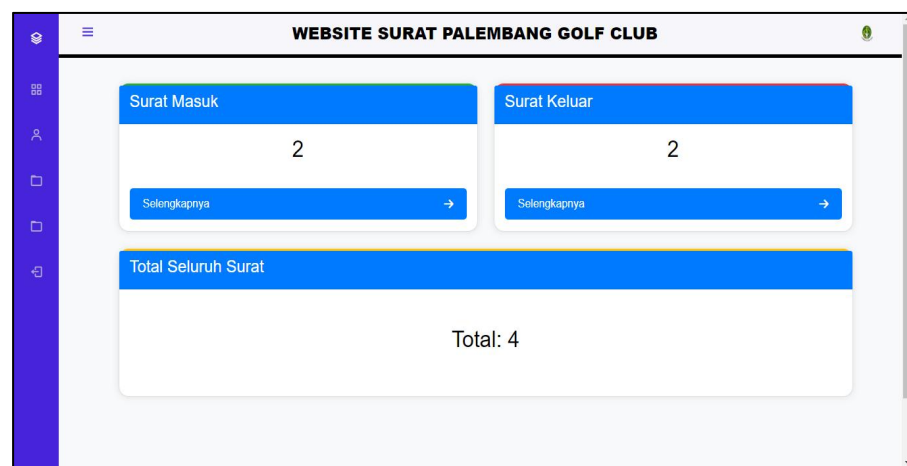 WEBSITE SURAT PALEMBANG GOLF CLUB
Surat Masuk
2
Selengkapnya
Surat Keluar
2
Selengkapnya
Total Seluruh Surat
Total: 4